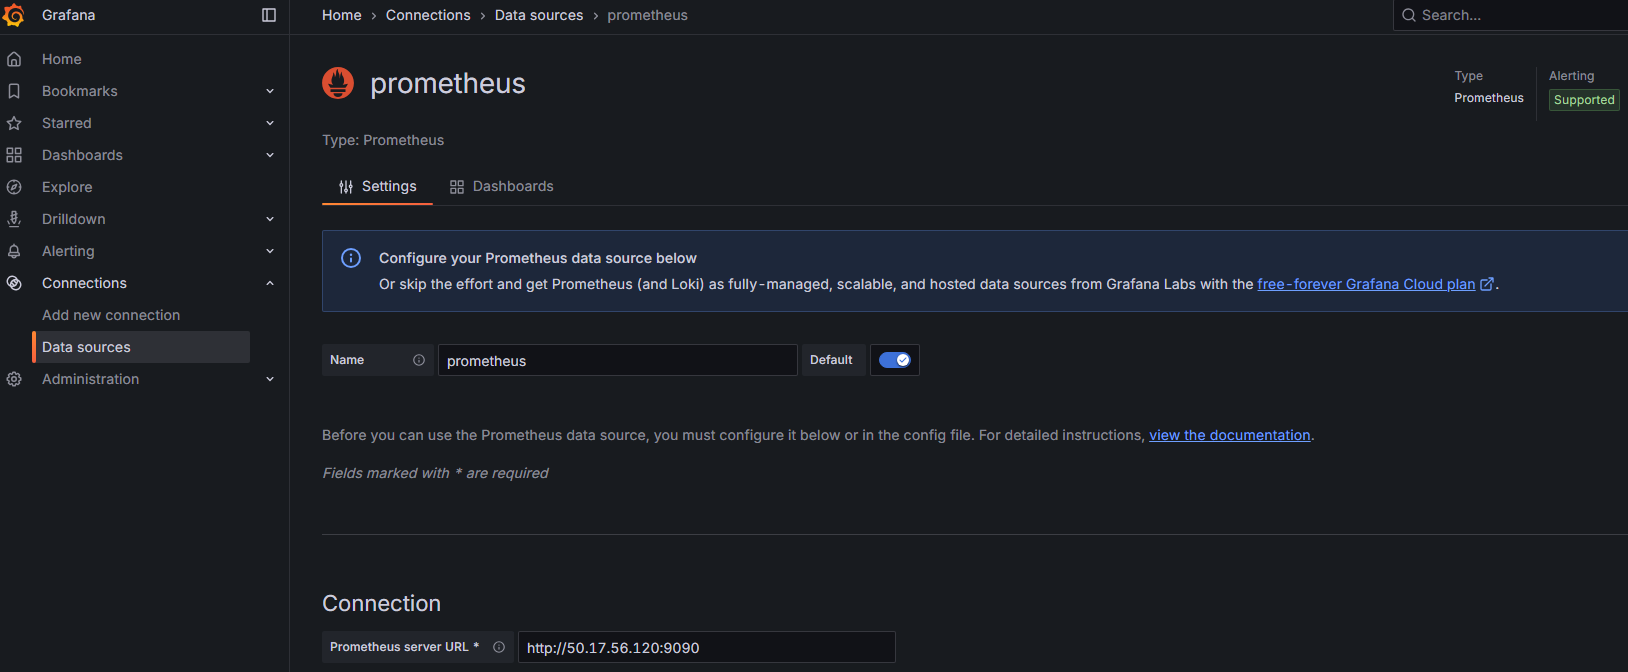 Grafana
Home › Connections › Data sources › prometheus
Search...
Home
Bookmarks
Starred
Dashboards
Explore
Drilldown
Alerting
Connections
Add new connection
Data sources
Administration
prometheus
Type
Prometheus
Alerting
Supported
Type: Prometheus
Settings
Dashboards
Configure your Prometheus data source below
Or skip the effort and get Prometheus (and Loki) as fully-managed, scalable, and hosted data sources from Grafana Labs with the free-forever Grafana Cloud plan.
Name
prometheus
Default
Before you can use the Prometheus data source, you must configure it below or in the config file. For detailed instructions, view the documentation.
Fields marked with * are required
Connection
Prometheus server URL *
http://50.17.56.120:9090